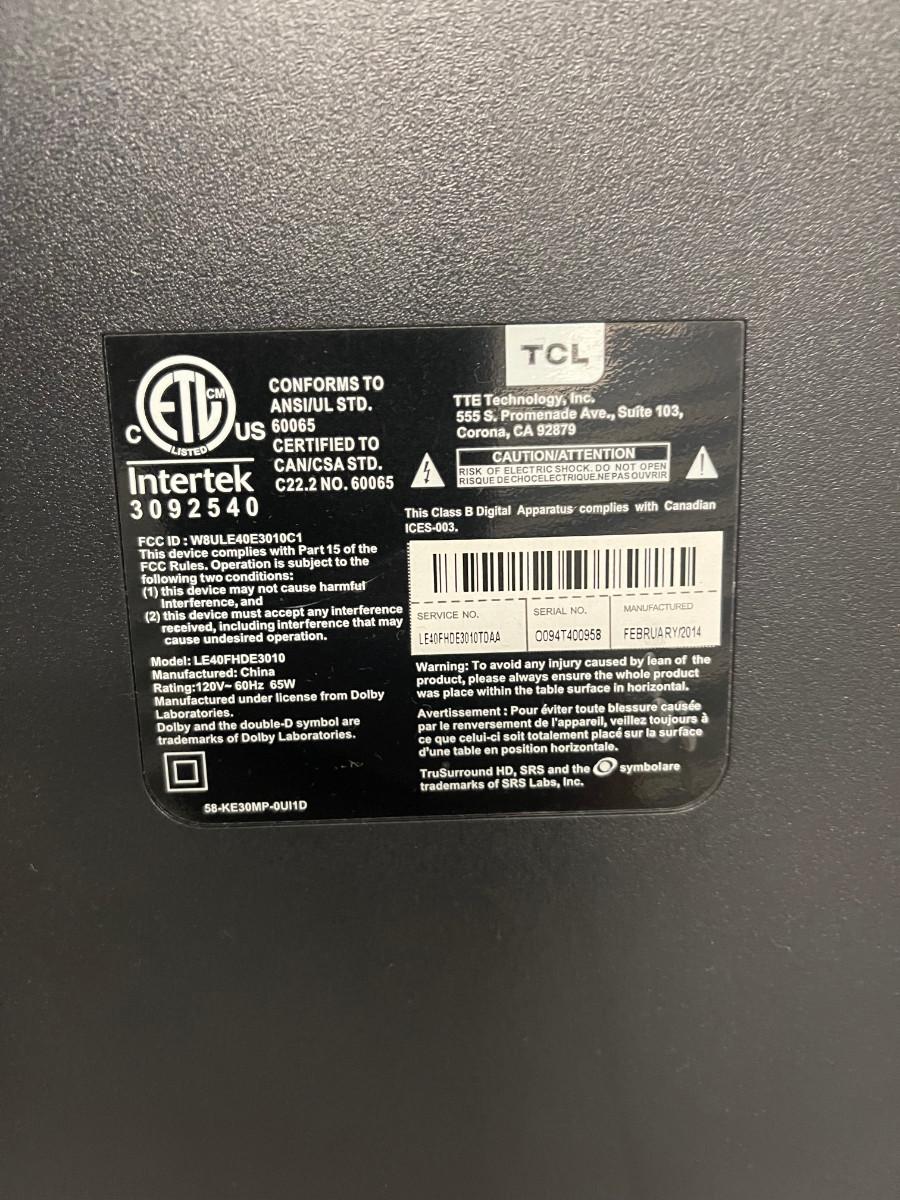 TCL
ETL CM
C US
LISTED
Intertek
3092540
CONFORMS TO
ANSI/UL STD.
60065
CERTIFIED TO
CAN/CSA STD.
C22.2 NO. 60065
TTE Technology, Inc.
555 S. Promenade Ave., Suite 103,
Corona, CA 92879
CAUTION/ATTENTION
RISK OF ELECTRIC SHOCK. DO NOT OPEN
RISQUE DE CHOC ELECTRIQUE. NE PAS OUVRIR
This Class B Digital Apparatus complies with Canadian
ICES-003.
FCC ID : W8ULE40E3010C1
This device complies with Part 15 of the
FCC Rules. Operation is subject to the
following two conditions:
(1) this device may not cause harmful
Interference, and
(2) this device must accept any interference
received, including interference that may
cause undesired operation.
Model: LE40FHDE3010
Manufactured: China
Rating:120V~ 60Hz 65W
Manufactured under license from Dolby
Laboratories.
Dolby and the double-D symbol are
trademarks of Dolby Laboratories.
58-KE30MP-0UI1D
SERVICE NO.
LE40FHDE3010TDAA
SERIAL NO.
O094T400958
MANUFACTURED
FEBRUARY/2014
Warning: To avoid any injury caused by lean of the
product, please always ensure the whole product
was place within the table surface in horizontal.
Avertissement : Pour éviter toute blessure causée
par le renversement de l'appareil, veillez toujours à
ce que celui-ci soit totalement placé sur la surface
d'une table en position horizontale.
TruSurround HD, SRS and the symbolare
trademarks of SRS Labs, Inc.